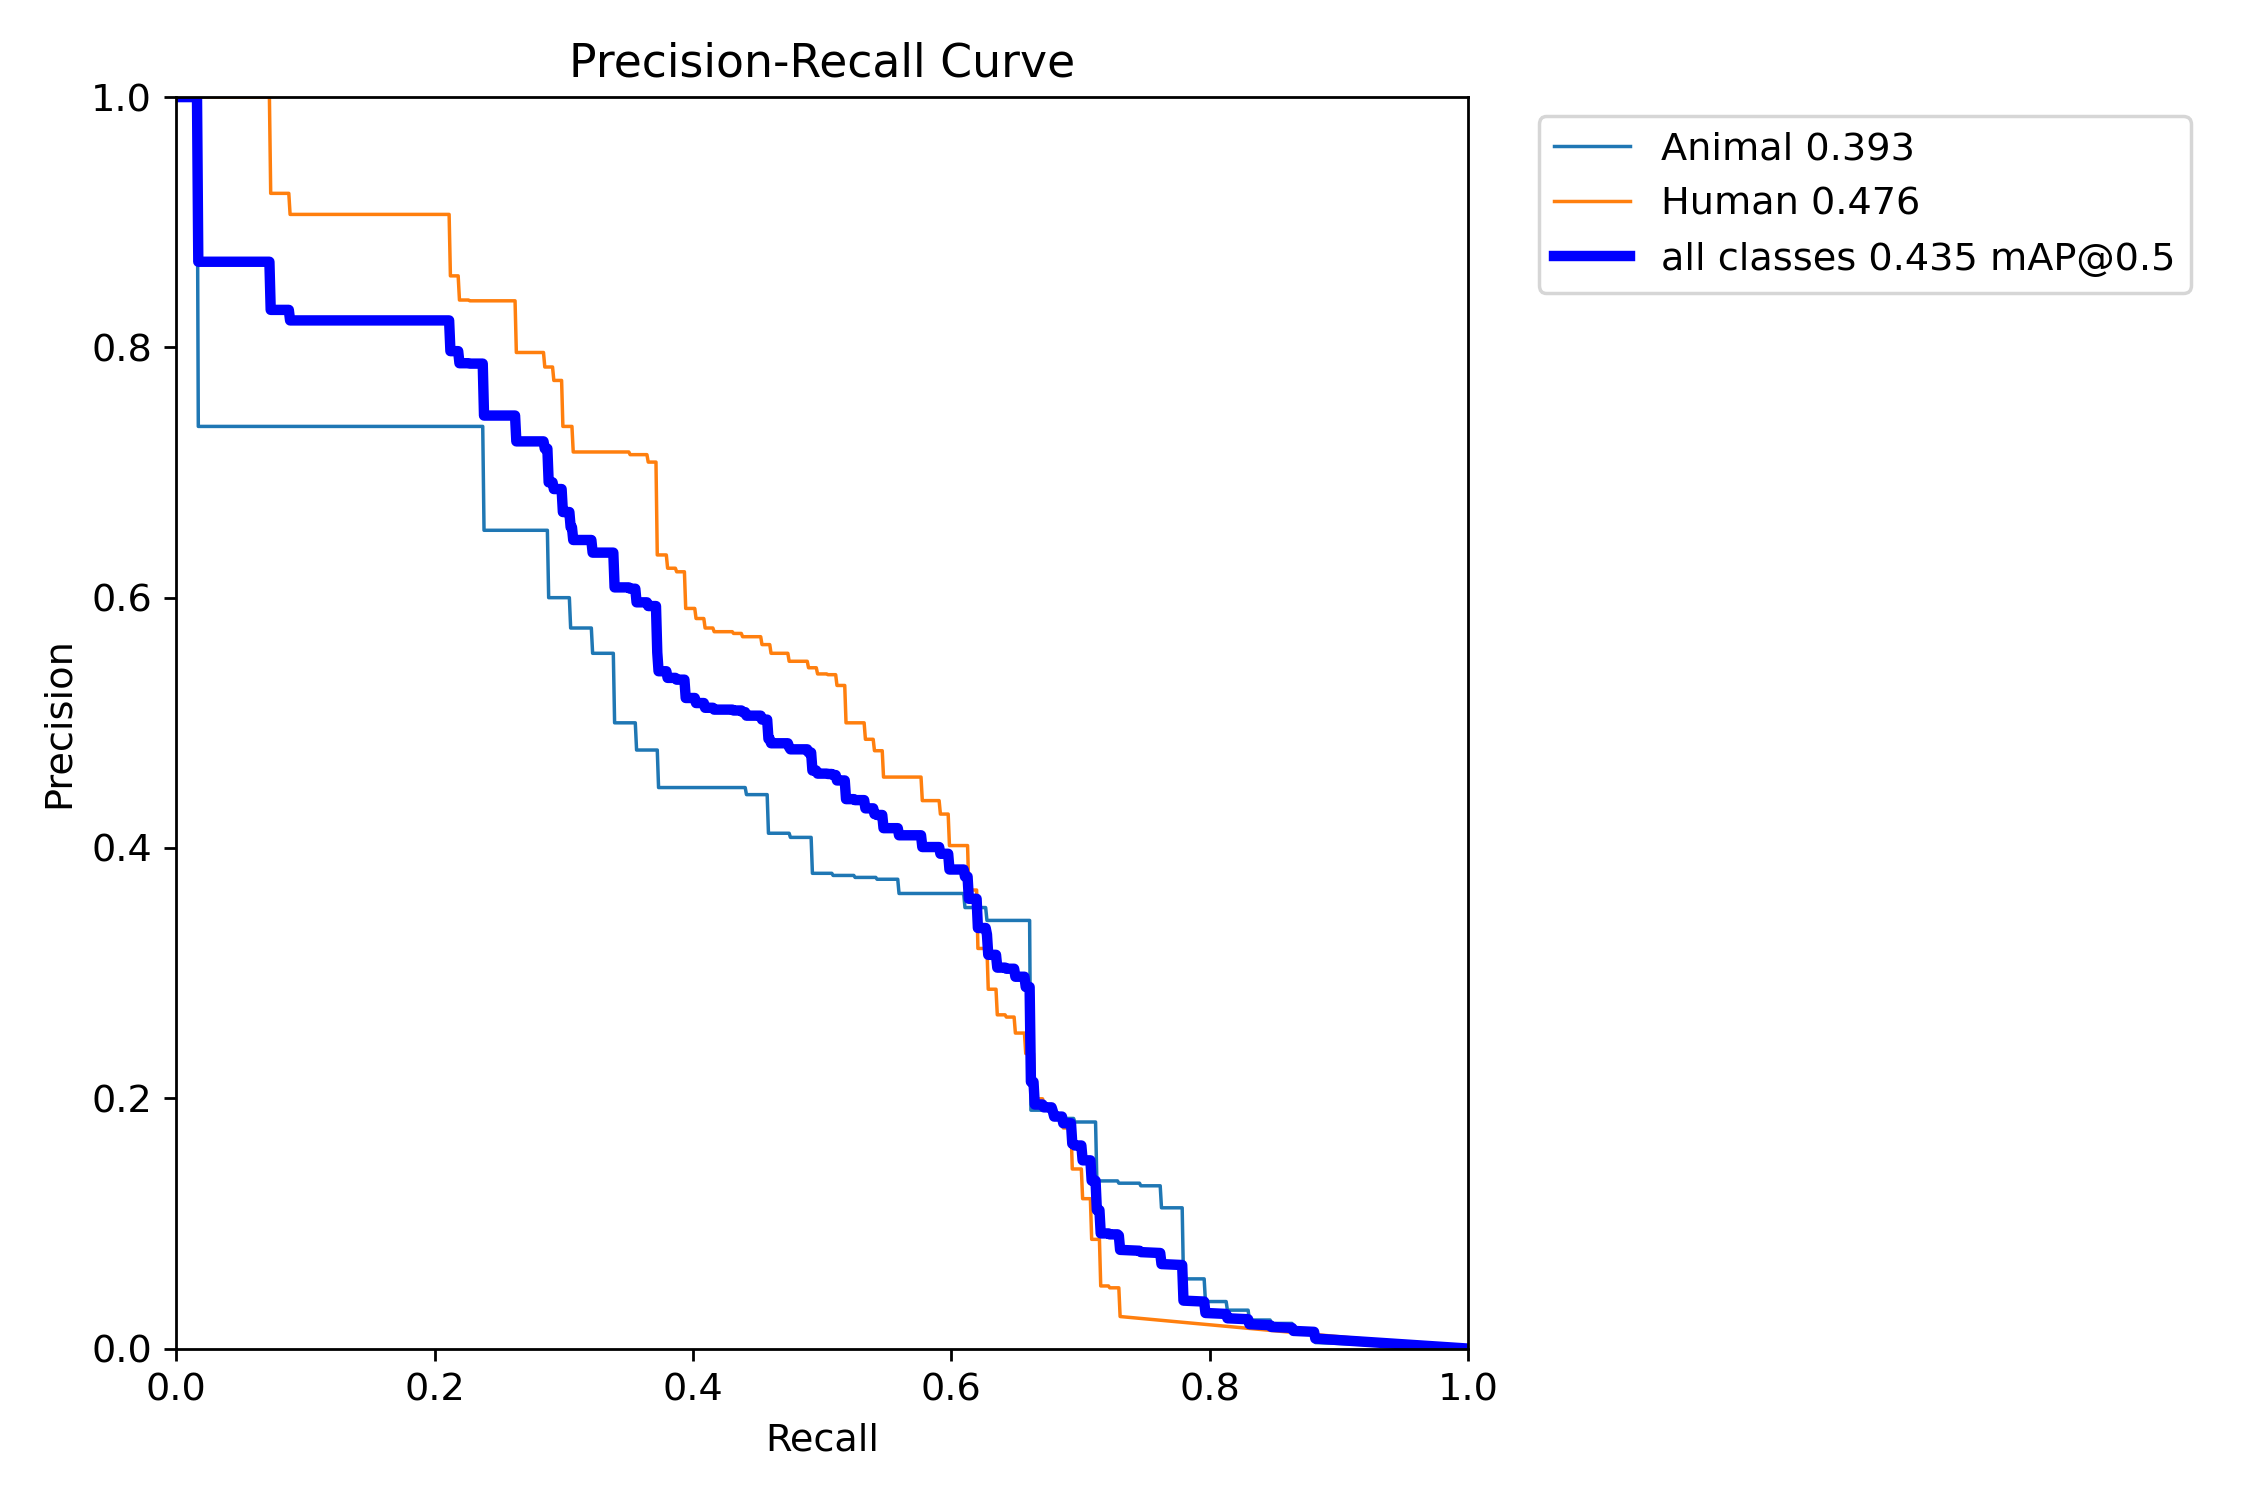 Precision-Recall Curve
1.0
0.8
0.6
0.4
0.2
0.0
Precision
0.0 0.2 0.4 0.6 0.8 1.0
Recall
Animal 0.393
Human 0.476
all classes 0.435 mAP@0.5